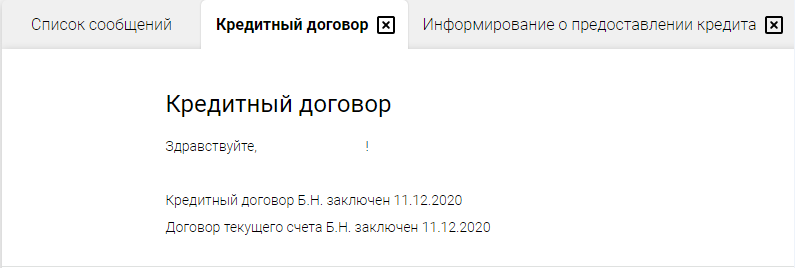 Список сообщений
Кредитный договор
Информирование о предоставлении кредита
Кредитный договор
Здравствуйте, !
Кредитный договор Б.Н. заключен 11.12.2020
Договор текущего счета Б.Н. заключен 11.12.2020